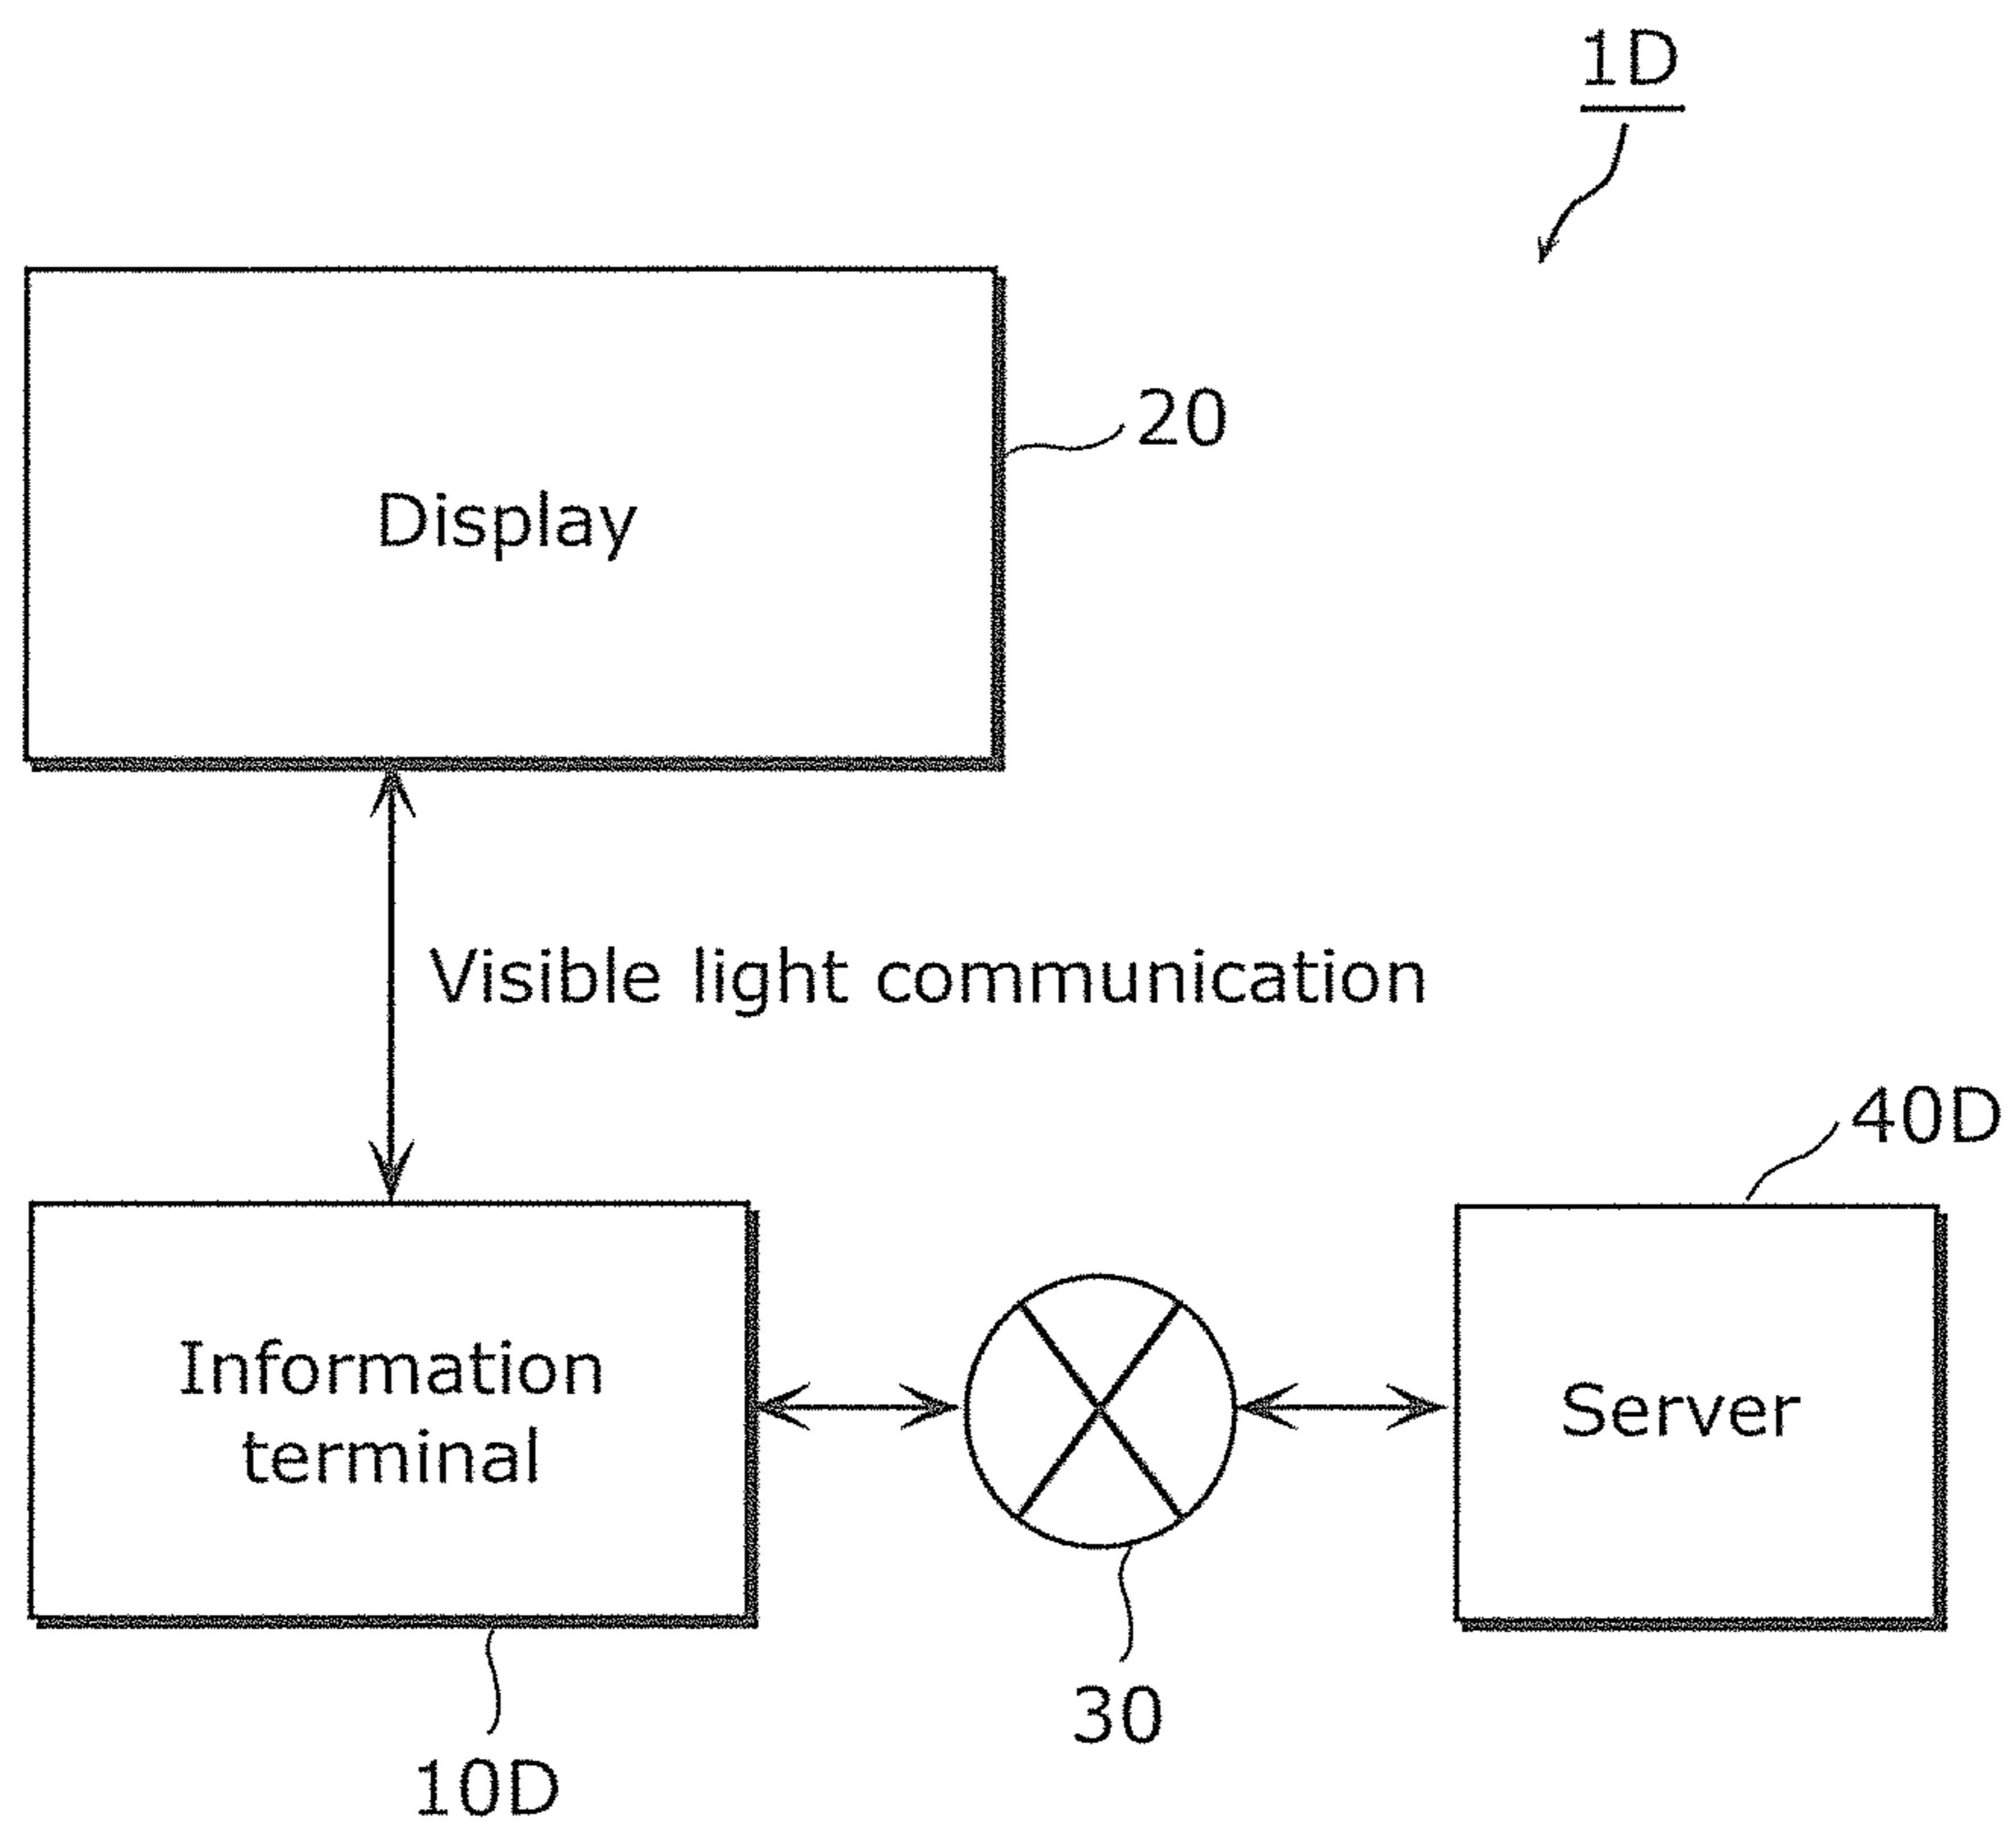 1D
20
Display
Visible light communication
40D
Information
terminal
Server
30
10D